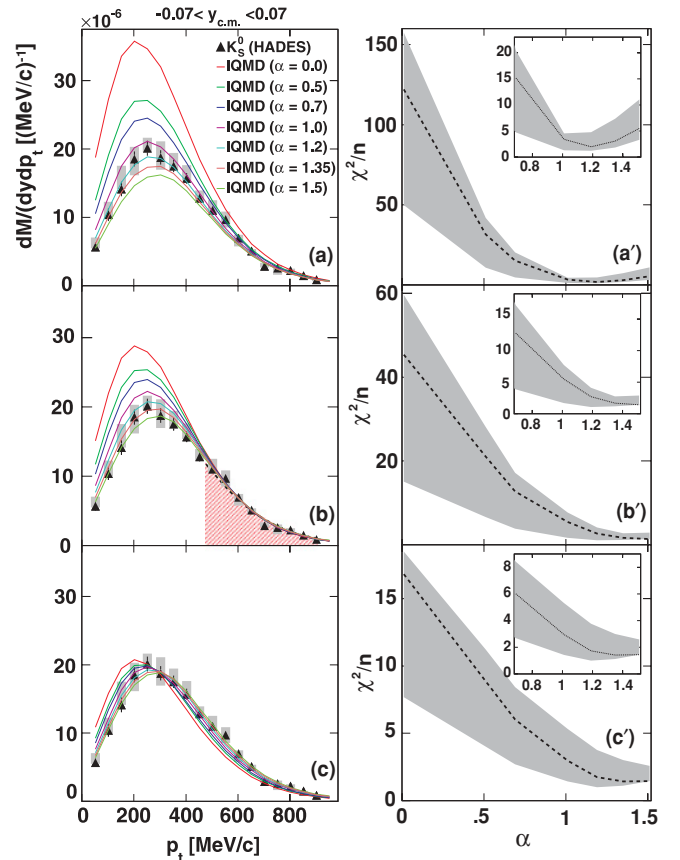 -0.07< y_c.m. <0.07
×10^-6
K^0_S (HADES)
IQMD (α = 0.0)
IQMD (α = 0.5)
IQMD (α = 0.7)
IQMD (α = 1.0)
IQMD (α = 1.2)
IQMD (α = 1.35)
IQMD (α = 1.5)
dM/(dydp_t [(MeV/c)^-1]
30
20
10
0
(a)
χ²/n
150
100
50
20
15
10
5
0
0.8 1 1.2 1.4
(a′)
30
20
10
0
(b)
χ²/n
60
40
20
15
10
5
0
0.8 1 1.2 1.4
(b′)
30
20
10
0
(c)
0 200 400 600 800
p_t [MeV/c]
χ²/n
15
10
5
8
6
4
2
0
0.8 1 1.2 1.4
(c′)
0 .5 1 1.5
α